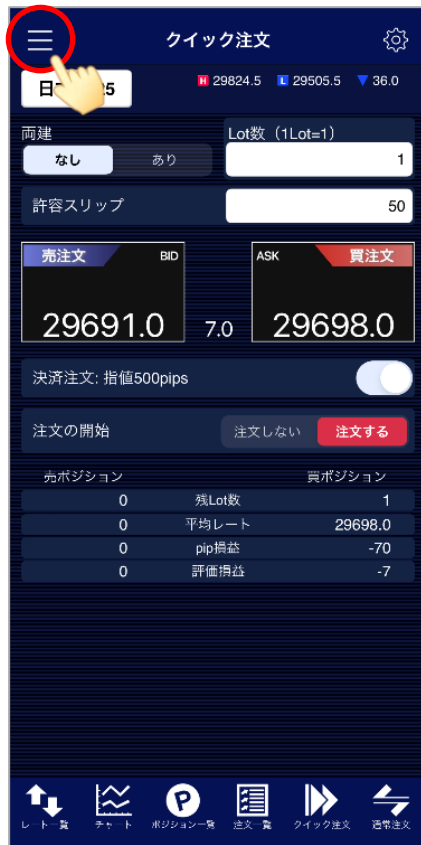 クイック注文
H 29824.5 L 29505.5 ▼ 36.0
両建 Lot数（1Lot=1）
なし あり 1
許容スリップ 50
売注文 BID ASK 買注文
29691.0 7.0 29698.0
決済注文: 指値500pips
注文の開始 注文しない 注文する
売ポジション 買ポジション
0 残Lot数 1
0 平均レート 29698.0
0 pip損益 -70
0 評価損益 -7
P
レート一覧 チャート ポジション一覧 注文一覧 クイック注文 通常注文